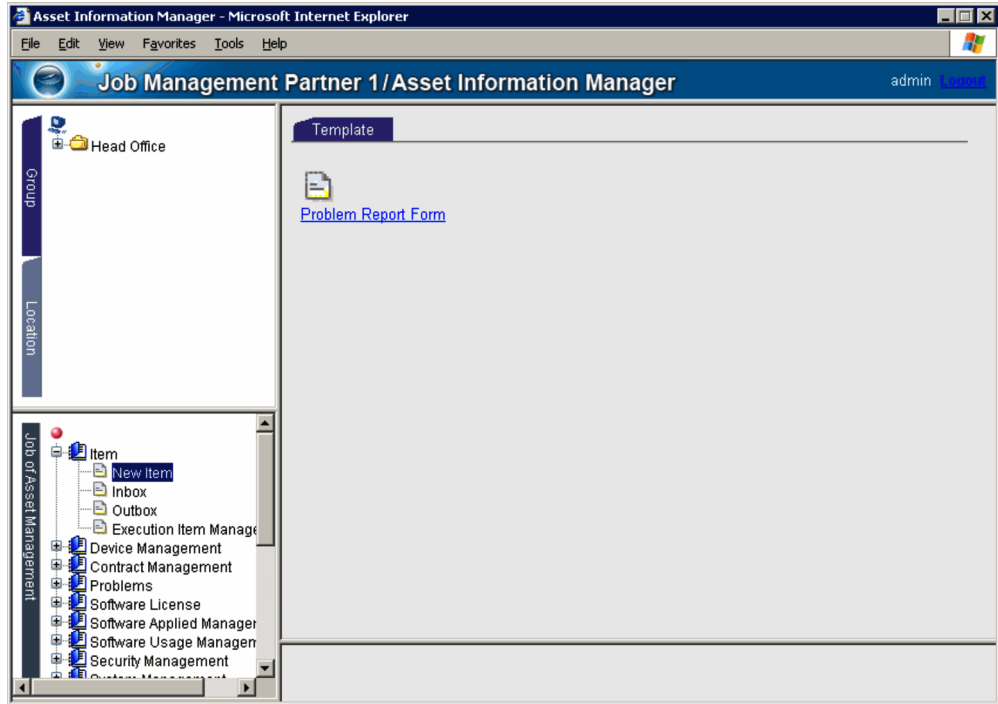 Asset Information Manager - Microsoft Internet Explorer
File Edit View Favorites Tools Help
Job Management Partner 1/Asset Information Manager
admin Logout
Group
Location
Head Office
Template
Problem Report Form
Job of Asset Management
Item
New Item
Inbox
Outbox
Execution Item Manage
Device Management
Contract Management
Problems
Software License
Software Applied Manager
Software Usage Managem
Security Management
System Management